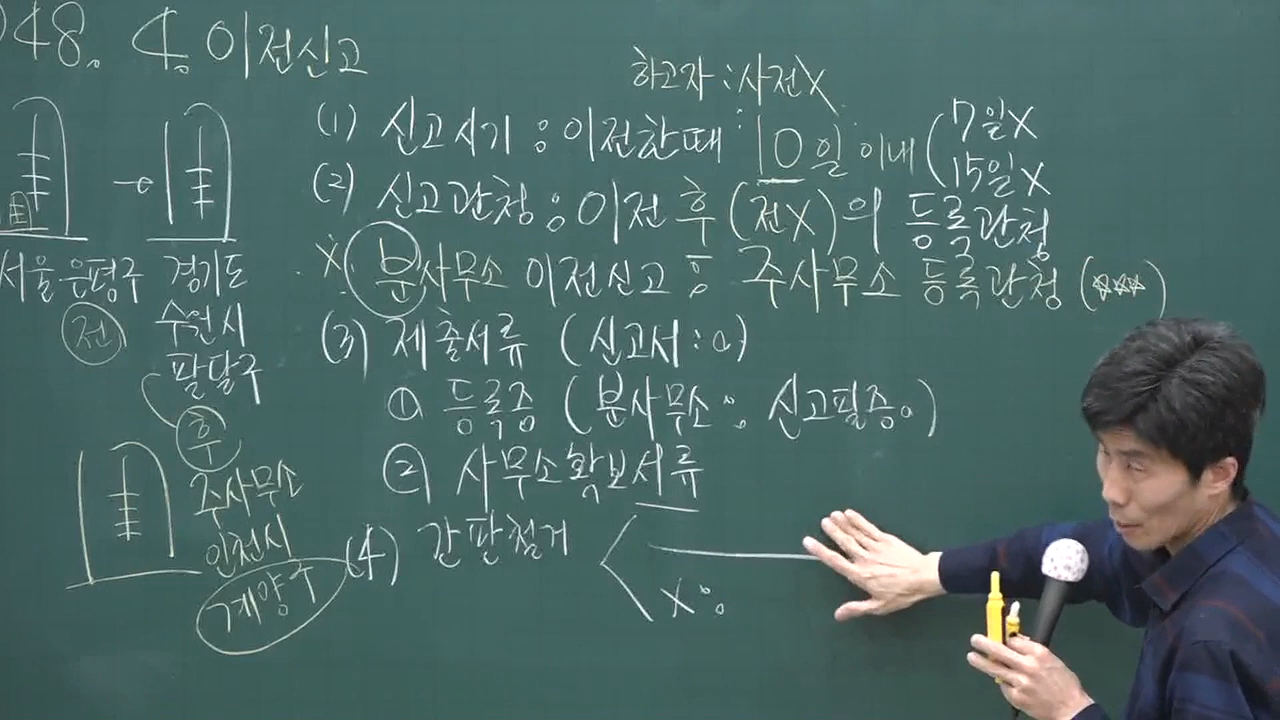 048. 4. 이전신고
하고자 : 사전X
(1) 신고시기 : 이전한때 10일 이내 (7일X
15일X
(2) 신고관청 : 이전 후 (전X)의 등록관청
X. 분사무소 이전신고 : 주사무소 등록관청 (☆☆☆)
(3) 제출서류 (신고서 : o)
① 등록증 (분사무소 : 신고필증o)
② 사무소확보서류
(4) 간판철거
X :
서울 은평구
전
경기도
수원시
팔달구
후
주사무소
인천시
계양구